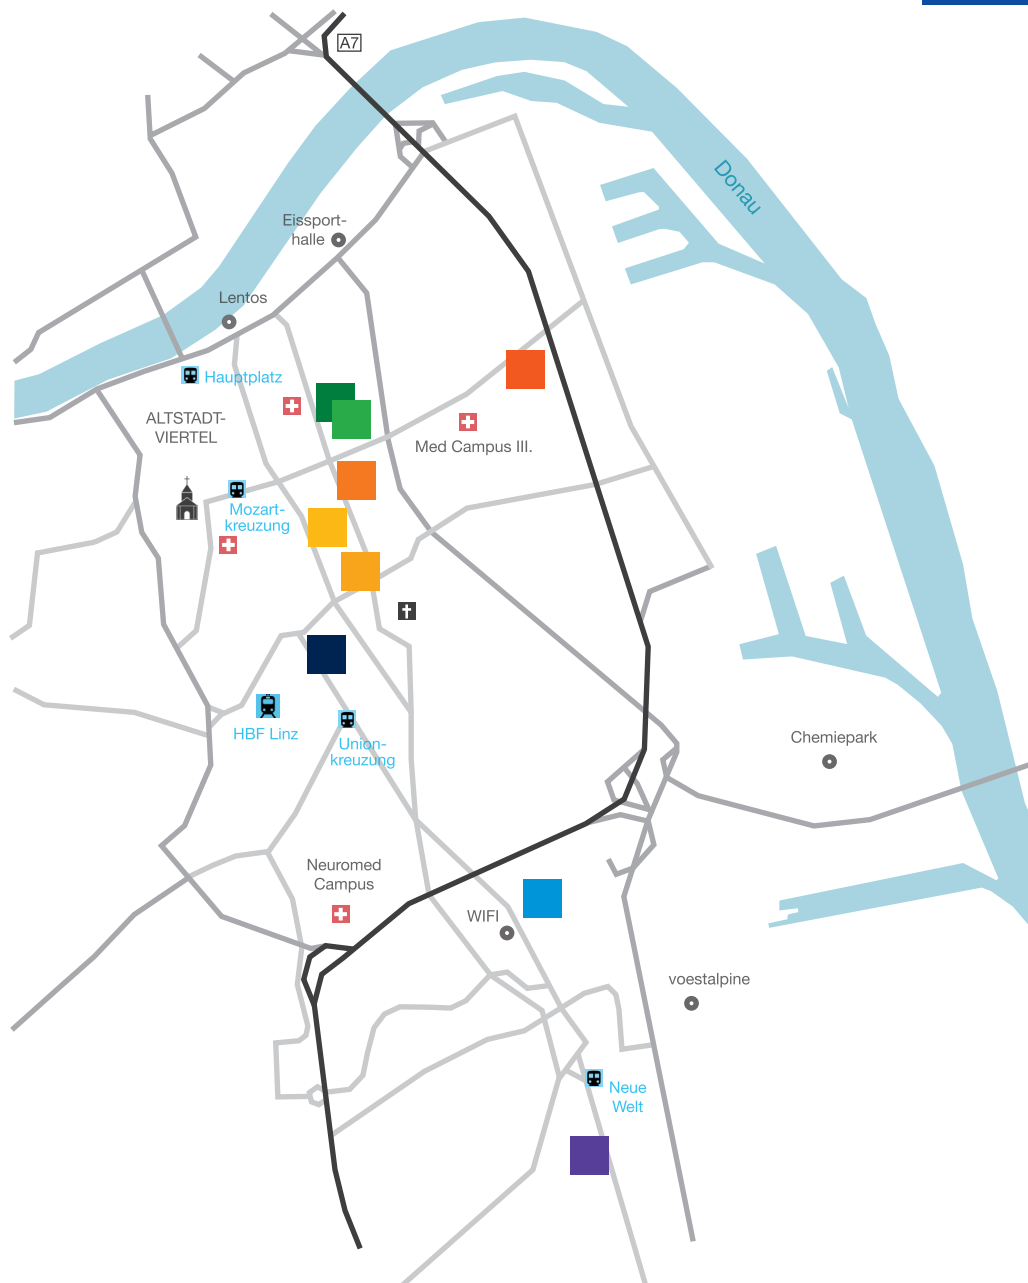 A7
Donau
Eissport-
halle
Lentos
Hauptplatz
ALTSTADT-
VIERTEL
Med Campus III.
Mozart-
kreuzung
HBF Linz
Union-
kreuzung
Chemiepark
Neuromed
Campus
WIFI
voestalpine
Neue
Welt